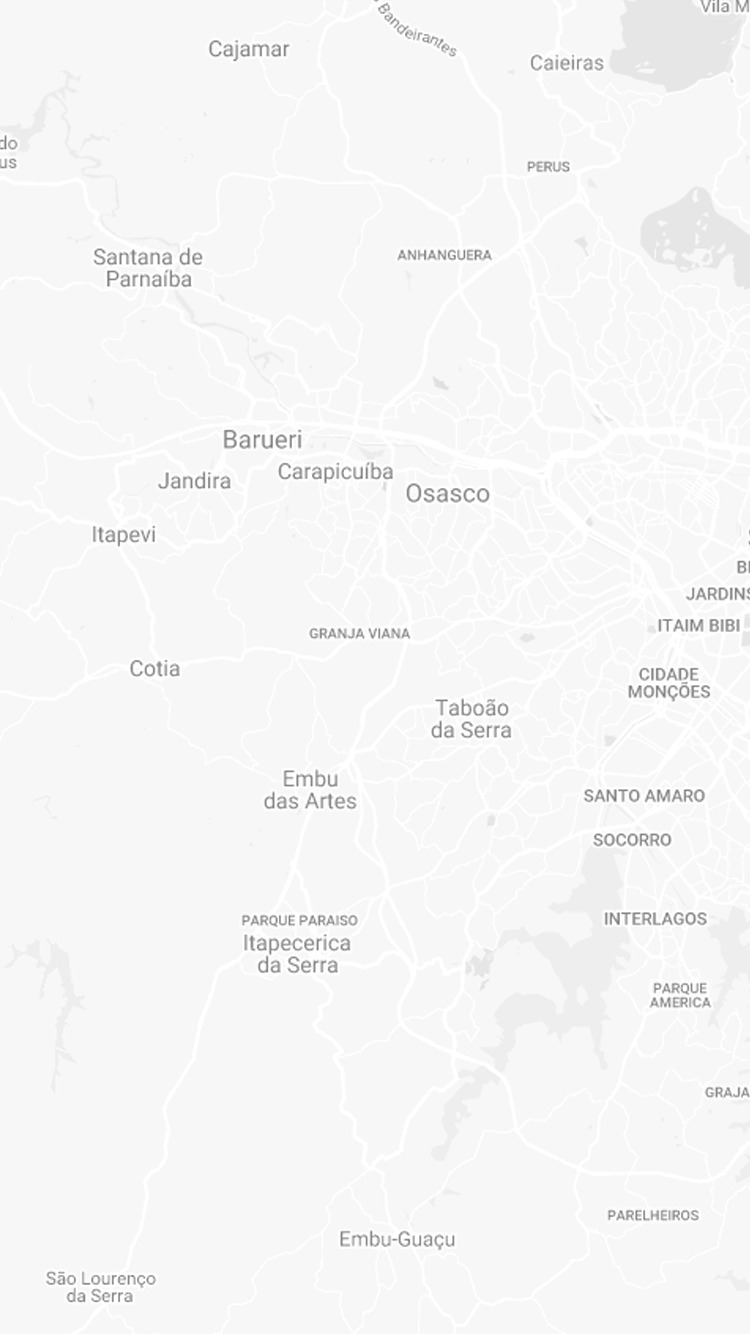 Vila M
Bandeirantes
Cajamar
Caieiras
do
us
PERUS
ANHANGUERA
Santana de
Parnaíba
Barueri
Carapicuíba
Jandira
Osasco
Itapevi
JARDINS
ITAIM BIBI
GRANJA VIANA
Cotia
CIDADE
MONÇÕES
Taboão
da Serra
Embu
das Artes
SANTO AMARO
SOCORRO
PARQUE PARAISO
INTERLAGOS
Itapecerica
da Serra
PARQUE
AMERICA
GRAJA
PARELHEIROS
Embu-Guaçu
São Lourenço
da Serra